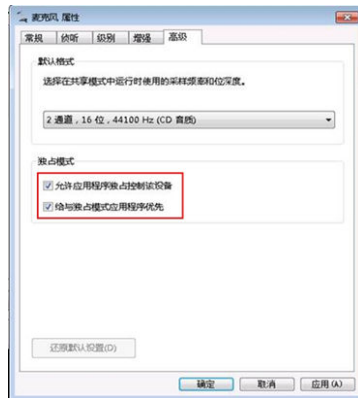 麦克风 属性
常规 侦听 级别 增强 高级
默认格式
选择在共享模式中运行时使用的采样频率和位深度。
2 通道，16 位，44100 Hz (CD 音质)
独占模式
允许应用程序独占控制该设备
给与独占模式应用程序优先
还原默认设置(D)
确定 取消 应用(A)